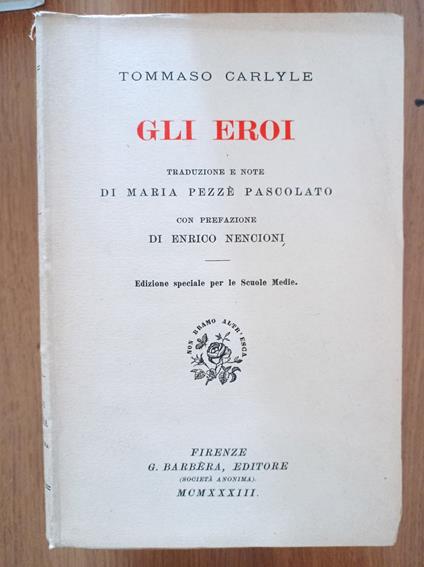 TOMMASO CARLYLE
GLI EROI
TRADUZIONE E NOTE
DI MARIA PEZZÈ PASCOLATO
CON PREFAZIONE
DI ENRICO NENCIONI
Edizione speciale per le Scuole Medie.
NON BRAMO ALTR'ESCA
FIRENZE
G. BARBÈRA, EDITORE
(SOCIETÀ ANONIMA).
MCMXXXIII.